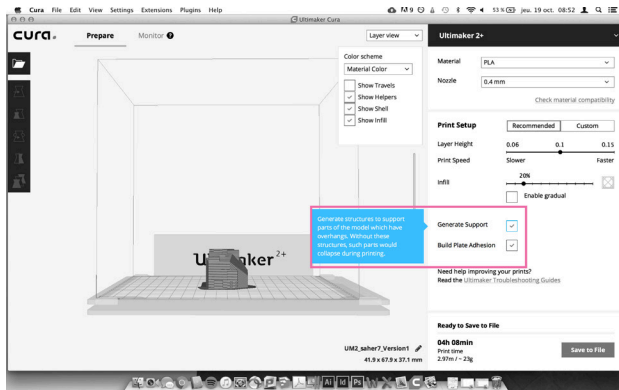 Cura File Edit View Settings Extensions Plugins Help
53 % jeu. 19 oct. 08:52
Ultimaker Cura
cura.
Prepare Monitor
Layer view
Ultimaker 2+
Color scheme
Material Color
Show Travels
Show Helpers
Show Shell
Show Infill
Material PLA
Nozzle 0.4 mm
Check material compatibility
Print Setup Recommended Custom
Layer Height 0.06 0.1 0.15
Print Speed Slower Faster
Infill 20%
Enable gradual
Generate structures to support
parts of the model which have
overhangs. Without these
structures, such parts would
collapse during printing.
Generate Support
Build Plate Adhesion
Need help improving your prints?
Read the Ultimaker Troubleshooting Guides
2+
Ready to Save to File
UM2_saher7_Version1
41.9 x 67.9 x 37.1 mm
04h 08min
Print time
2.97m / ~ 23g
Save to File
Ai Id Ps